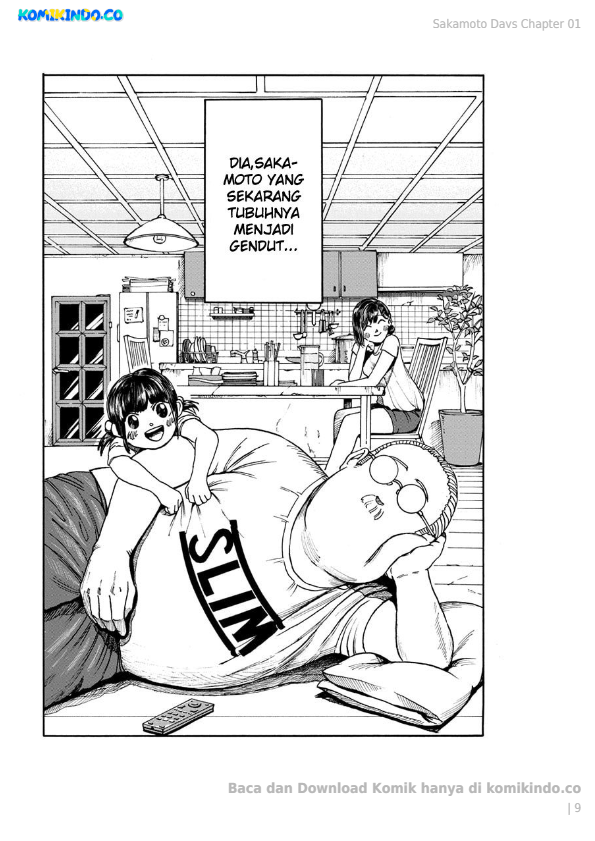 KOMIKINDO.CO
Sakamoto Days Chapter 01
DIA,SAKA-
MOTO YANG
SEKARANG
TUBUHNYA
MENJADI
GENDUT...
SLIM
Baca dan Download Komik hanya di komikindo.co
| 9